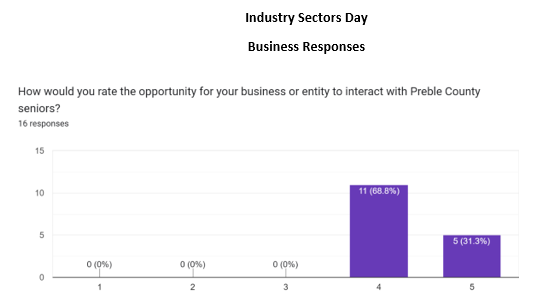 Industry Sectors Day
Business Responses
How would you rate the opportunity for your business or entity to interact with Preble County
seniors?
16 responses
15
10
5
0
0 (0%)
0 (0%)
0 (0%)
11 (68.8%)
5 (31.3%)
1
2
3
4
5